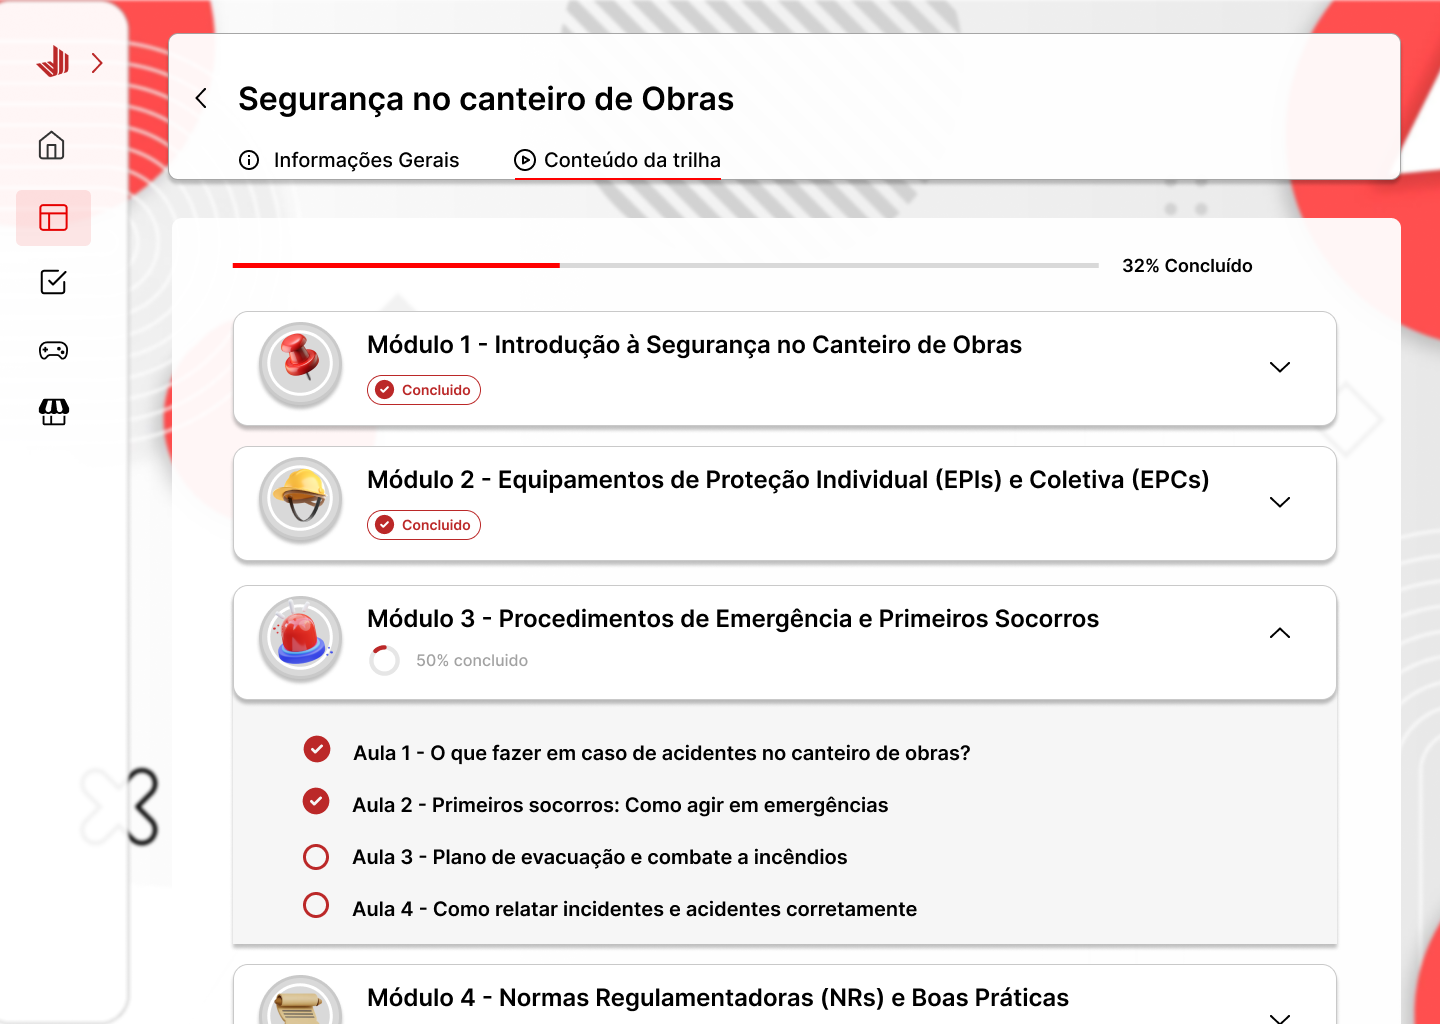 Segurança no canteiro de Obras
Informações Gerais
Conteúdo da trilha
32% Concluído
Módulo 1 - Introdução à Segurança no Canteiro de Obras
Concluido
Módulo 2 - Equipamentos de Proteção Individual (EPIs) e Coletiva (EPCs)
Concluido
Módulo 3 - Procedimentos de Emergência e Primeiros Socorros
50% concluido
Aula 1 - O que fazer em caso de acidentes no canteiro de obras?
Aula 2 - Primeiros socorros: Como agir em emergências
Aula 3 - Plano de evacuação e combate a incêndios
Aula 4 - Como relatar incidentes e acidentes corretamente
Módulo 4 - Normas Regulamentadoras (NRs) e Boas Práticas